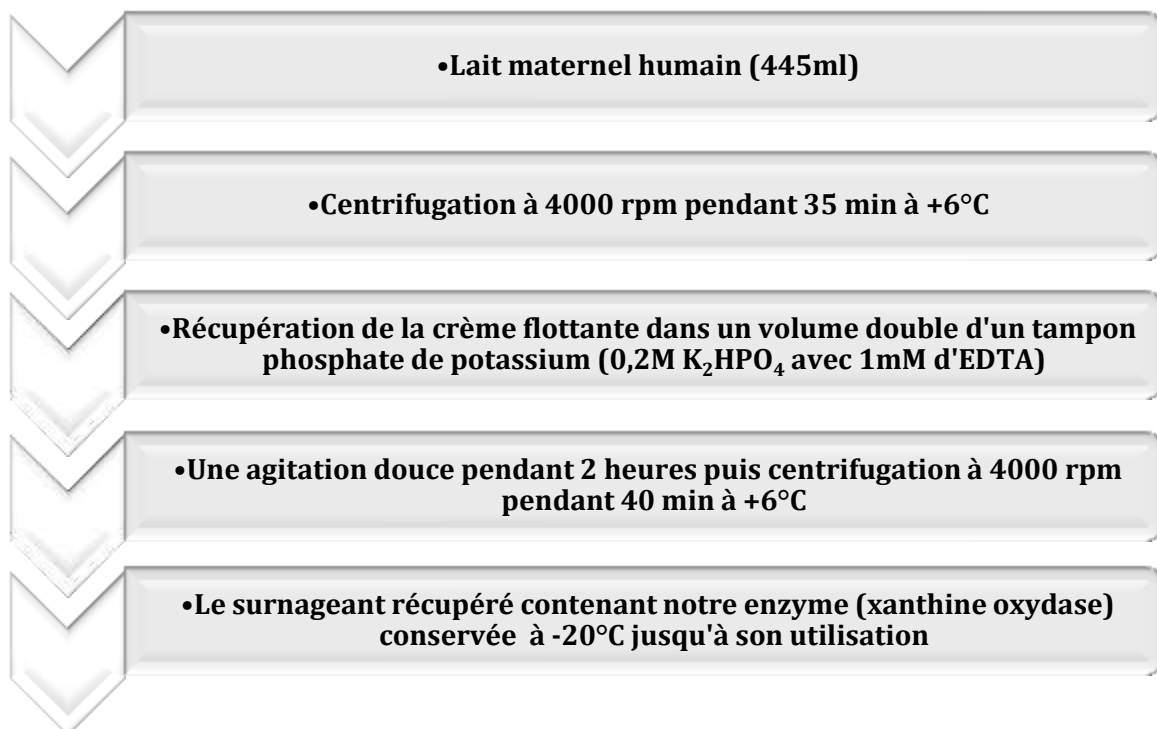 •Lait maternel humain (445ml)
•Centrifugation à 4000 rpm pendant 35 min à +6°C
•Récupération de la crème flottante dans un volume double d'un tampon
phosphate de potassium (0,2M K₂HPO₄ avec 1mM d'EDTA)
•Une agitation douce pendant 2 heures puis centrifugation à 4000 rpm
pendant 40 min à +6°C
•Le surnageant récupéré contenant notre enzyme (xanthine oxydase)
conservée à -20°C jusqu'à son utilisation